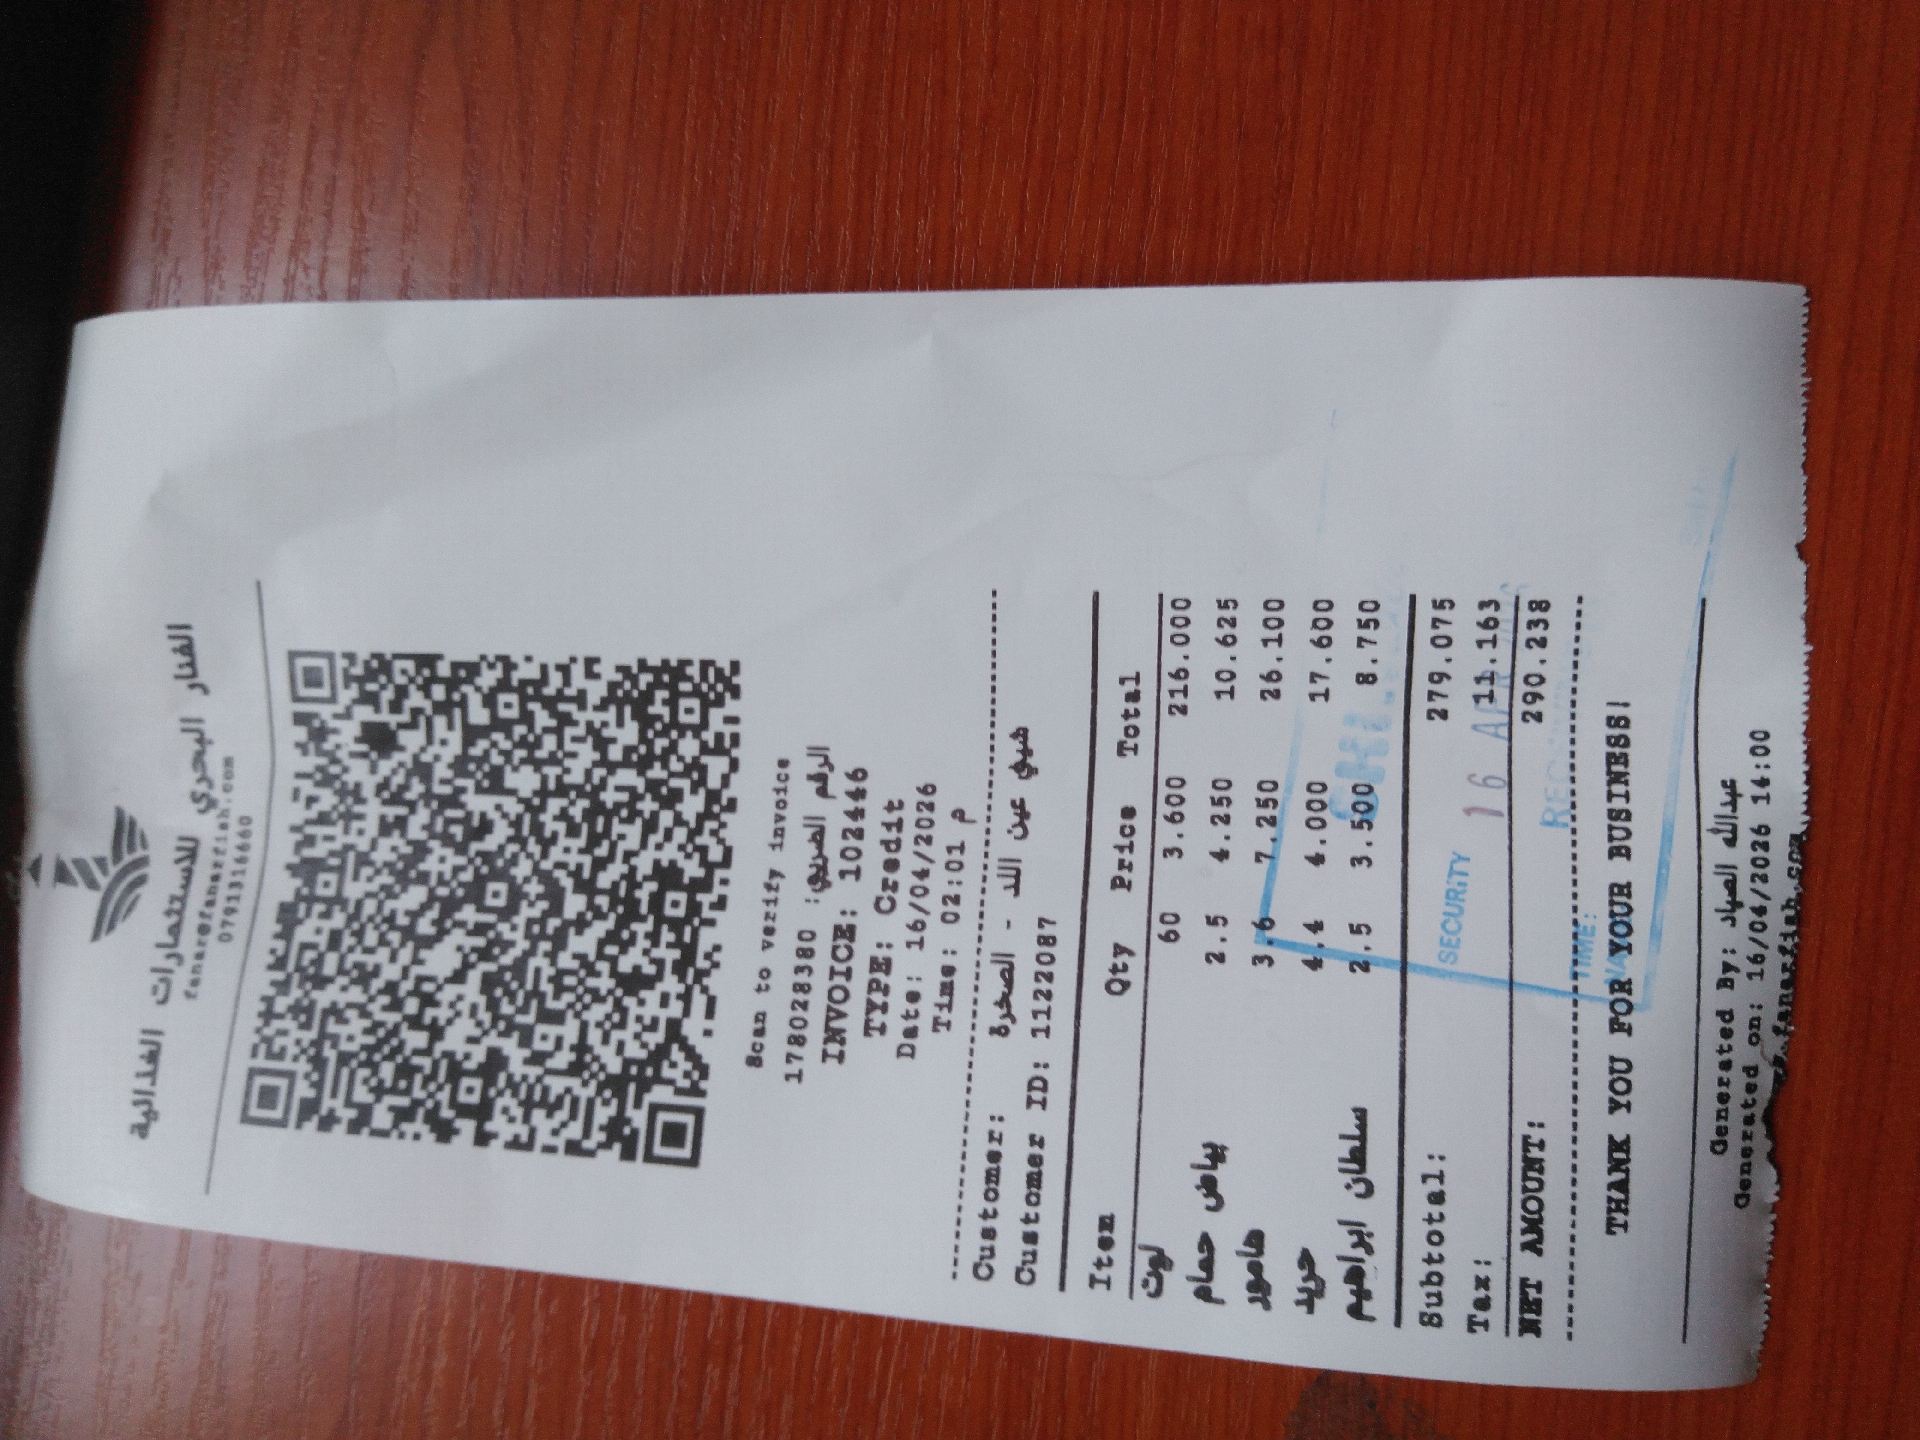 الفنار البحري للاستثمارات الغذائية
fanar@fanarfish.com
0791316660
Scan to verify invoice
الرقم الضريبي: 178028380
INVOICE: 102446
TYPE: Credit
Date: 16/04/2026
Time: 02:01 م
Customer: شيبي عين اللد - الصخرة
Customer ID: 1122087
Item Qty Price Total
لوت 60 3.600 216.000
بياض حمام 2.5 4.250 10.625
هامور 3.6 7.250 26.100
حريد 4.4 4.000 17.600
سلطان ابراهيم 2.5 3.500 8.750
Subtotal: 279.075
SECURITY
16 APR
Tax: 11.163
NET AMOUNT: 290.238
TIME:
THANK YOU FOR YOUR BUSINESS!
Generated By: عبدالله الصياد
Generated on: 16/04/2026 14:00